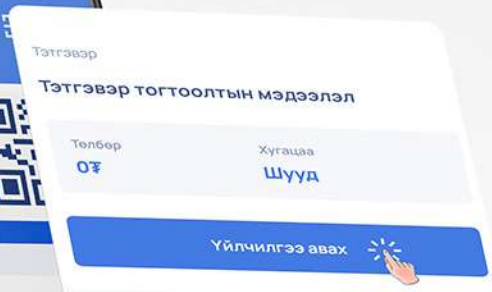 Тэтгэвэр
Тэтгэвэр тогтоолтын мэдээлэл
Төлбөр
Хугацаа
0₮
Шууд
Үйлчилгээ авах